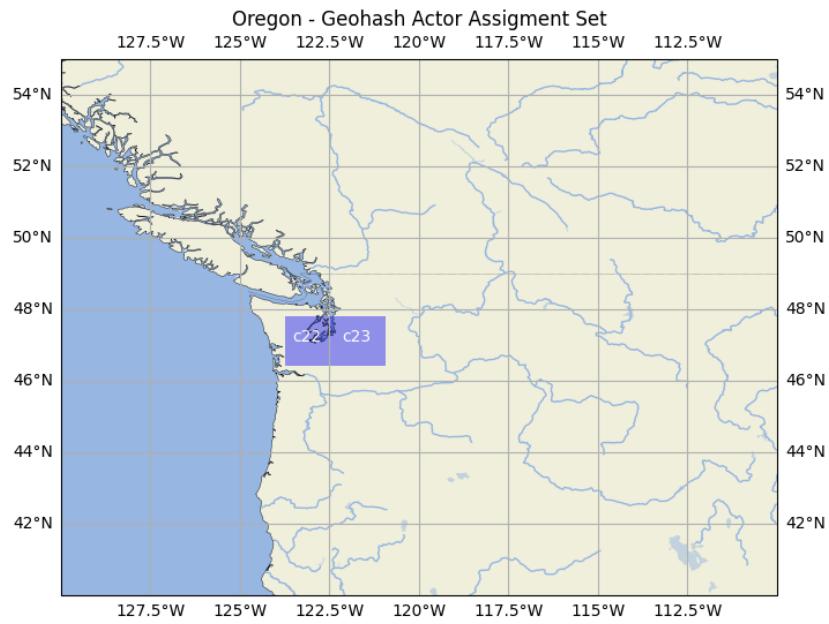 Oregon - Geohash Actor Assigment Set
127.5°W 125°W 122.5°W 120°W 117.5°W 115°W 112.5°W
54°N 54°N
52°N 52°N
50°N 50°N
48°N 48°N
c22 c23
46°N 46°N
44°N 44°N
42°N 42°N
127.5°W 125°W 122.5°W 120°W 117.5°W 115°W 112.5°W